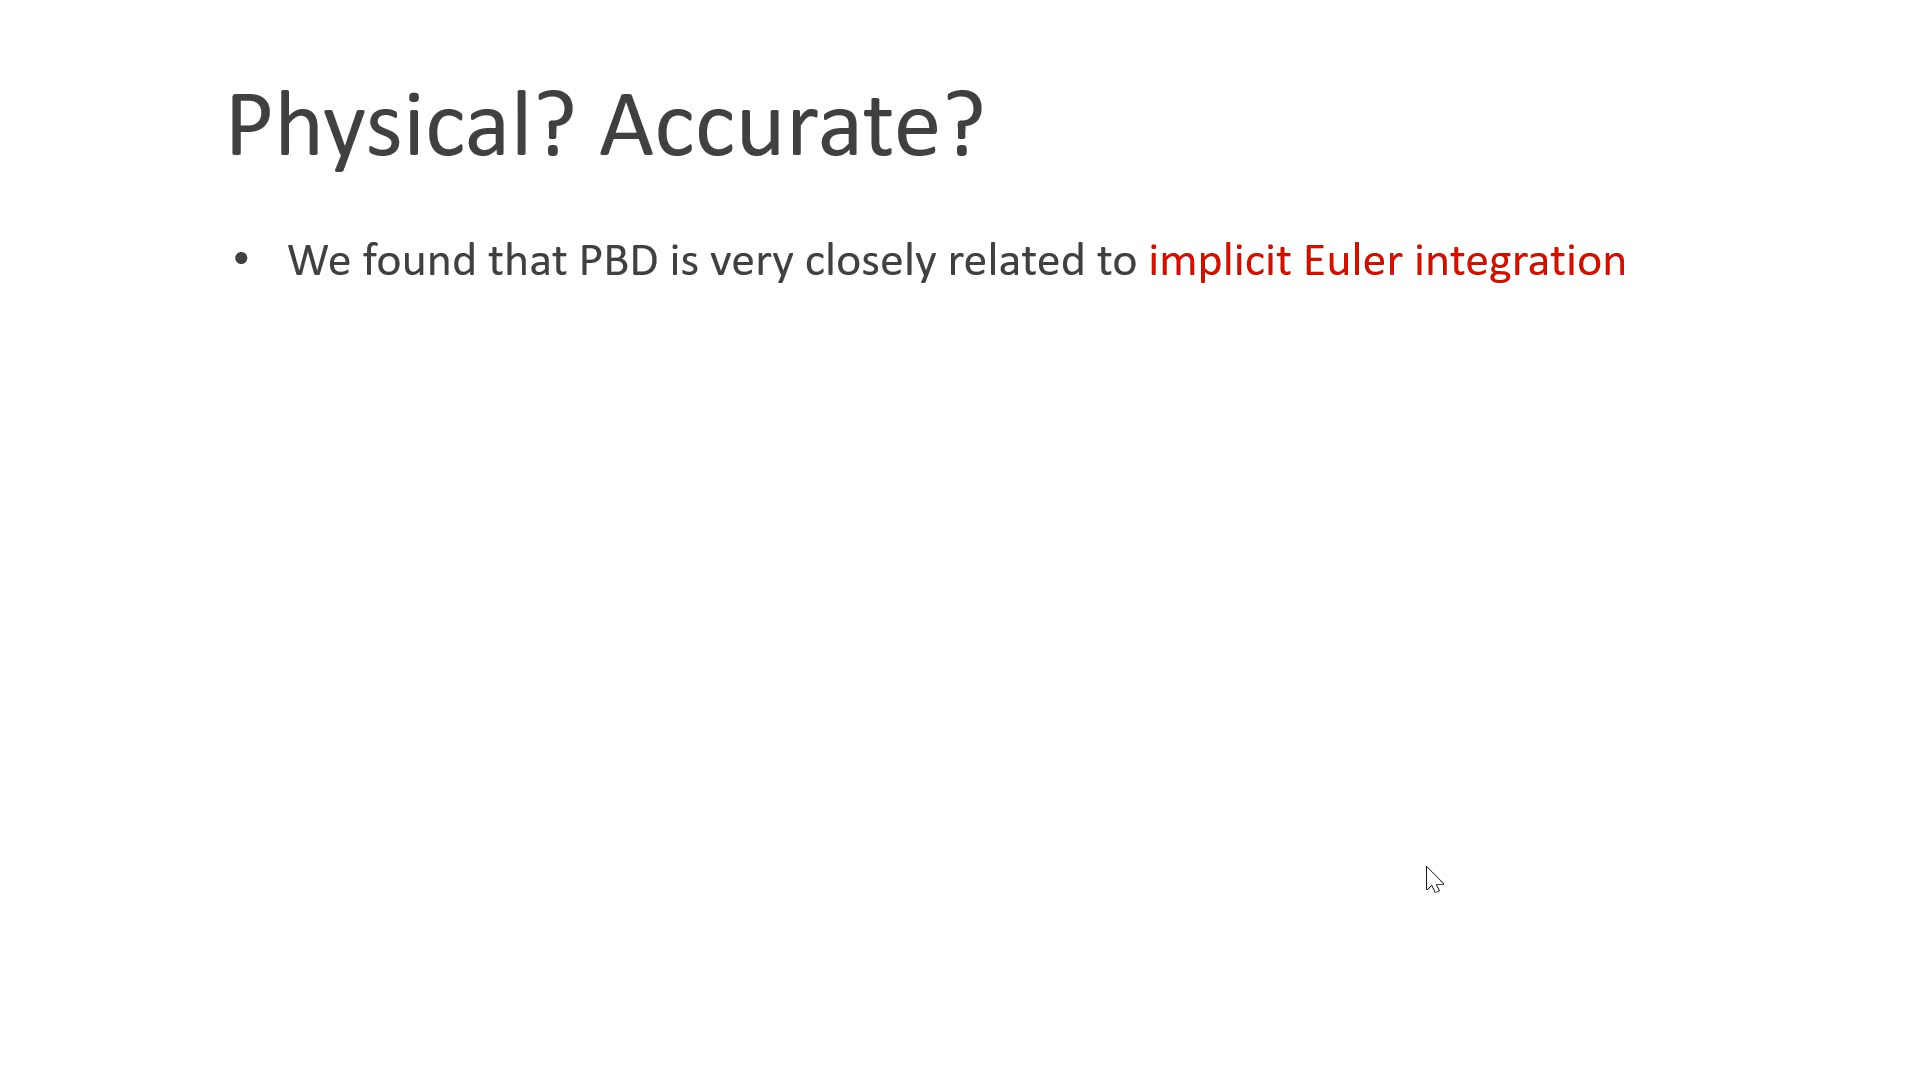 Physical? Accurate?
• We found that PBD is very closely related to implicit Euler integration